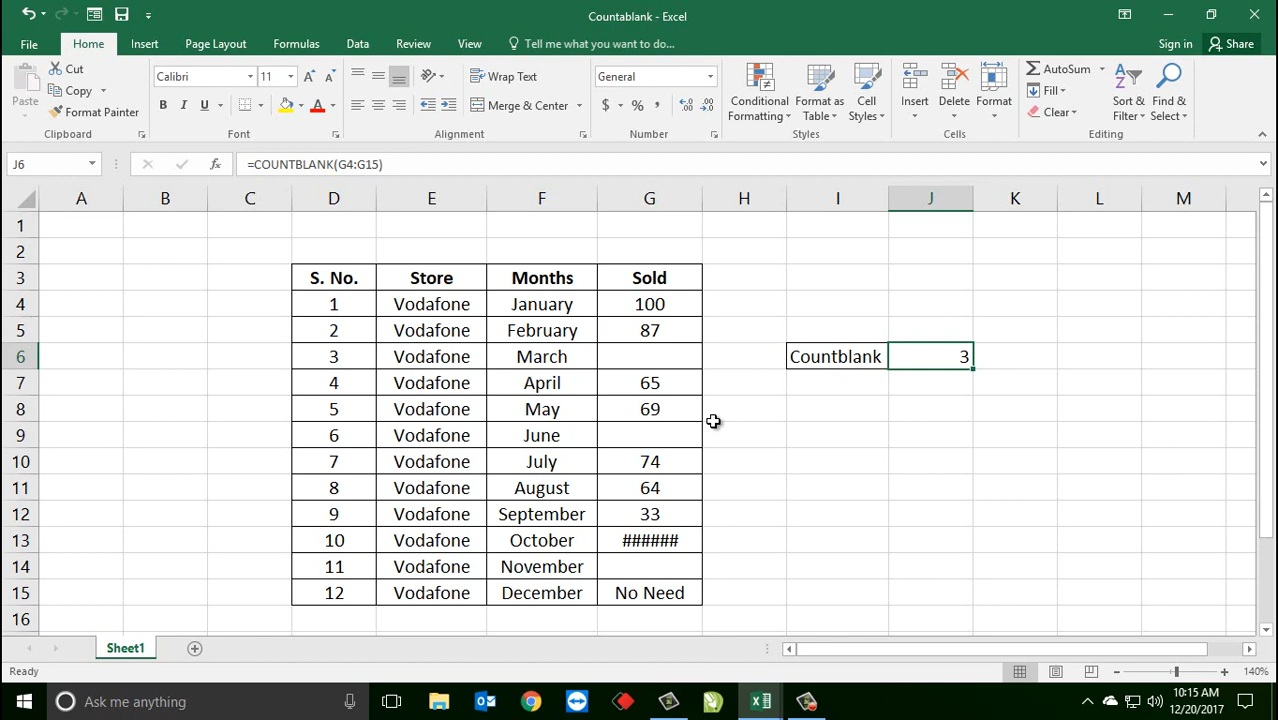 Countablank - Excel
Sign in
Share
File Home Insert Page Layout Formulas Data Review View Tell me what you want to do...
Paste
Cut
Copy
Format Painter
Clipboard
Calibri 11
B I U
Font
Wrap Text
Merge & Center
Alignment
General
$ % ,
Number
Conditional Formatting
Format as Table
Cell Styles
Styles
Insert
Delete
Format
Cells
AutoSum
Fill
Clear
Sort & Filter
Find & Select
Editing
J6 fx =COUNTBLANK(G4:G15)
A B C D E F G H I J K L M
1
2
3 S. No. Store Months Sold
4 1 Vodafone January 100
5 2 Vodafone February 87
6 3 Vodafone March Countblank 3
7 4 Vodafone April 65
8 5 Vodafone May 69
9 6 Vodafone June
10 7 Vodafone July 74
11 8 Vodafone August 64
12 9 Vodafone September 33
13 10 Vodafone October ######
14 11 Vodafone November
15 12 Vodafone December No Need
16
Sheet1
Ready
140%
Ask me anything
10:15 AM
12/20/2017